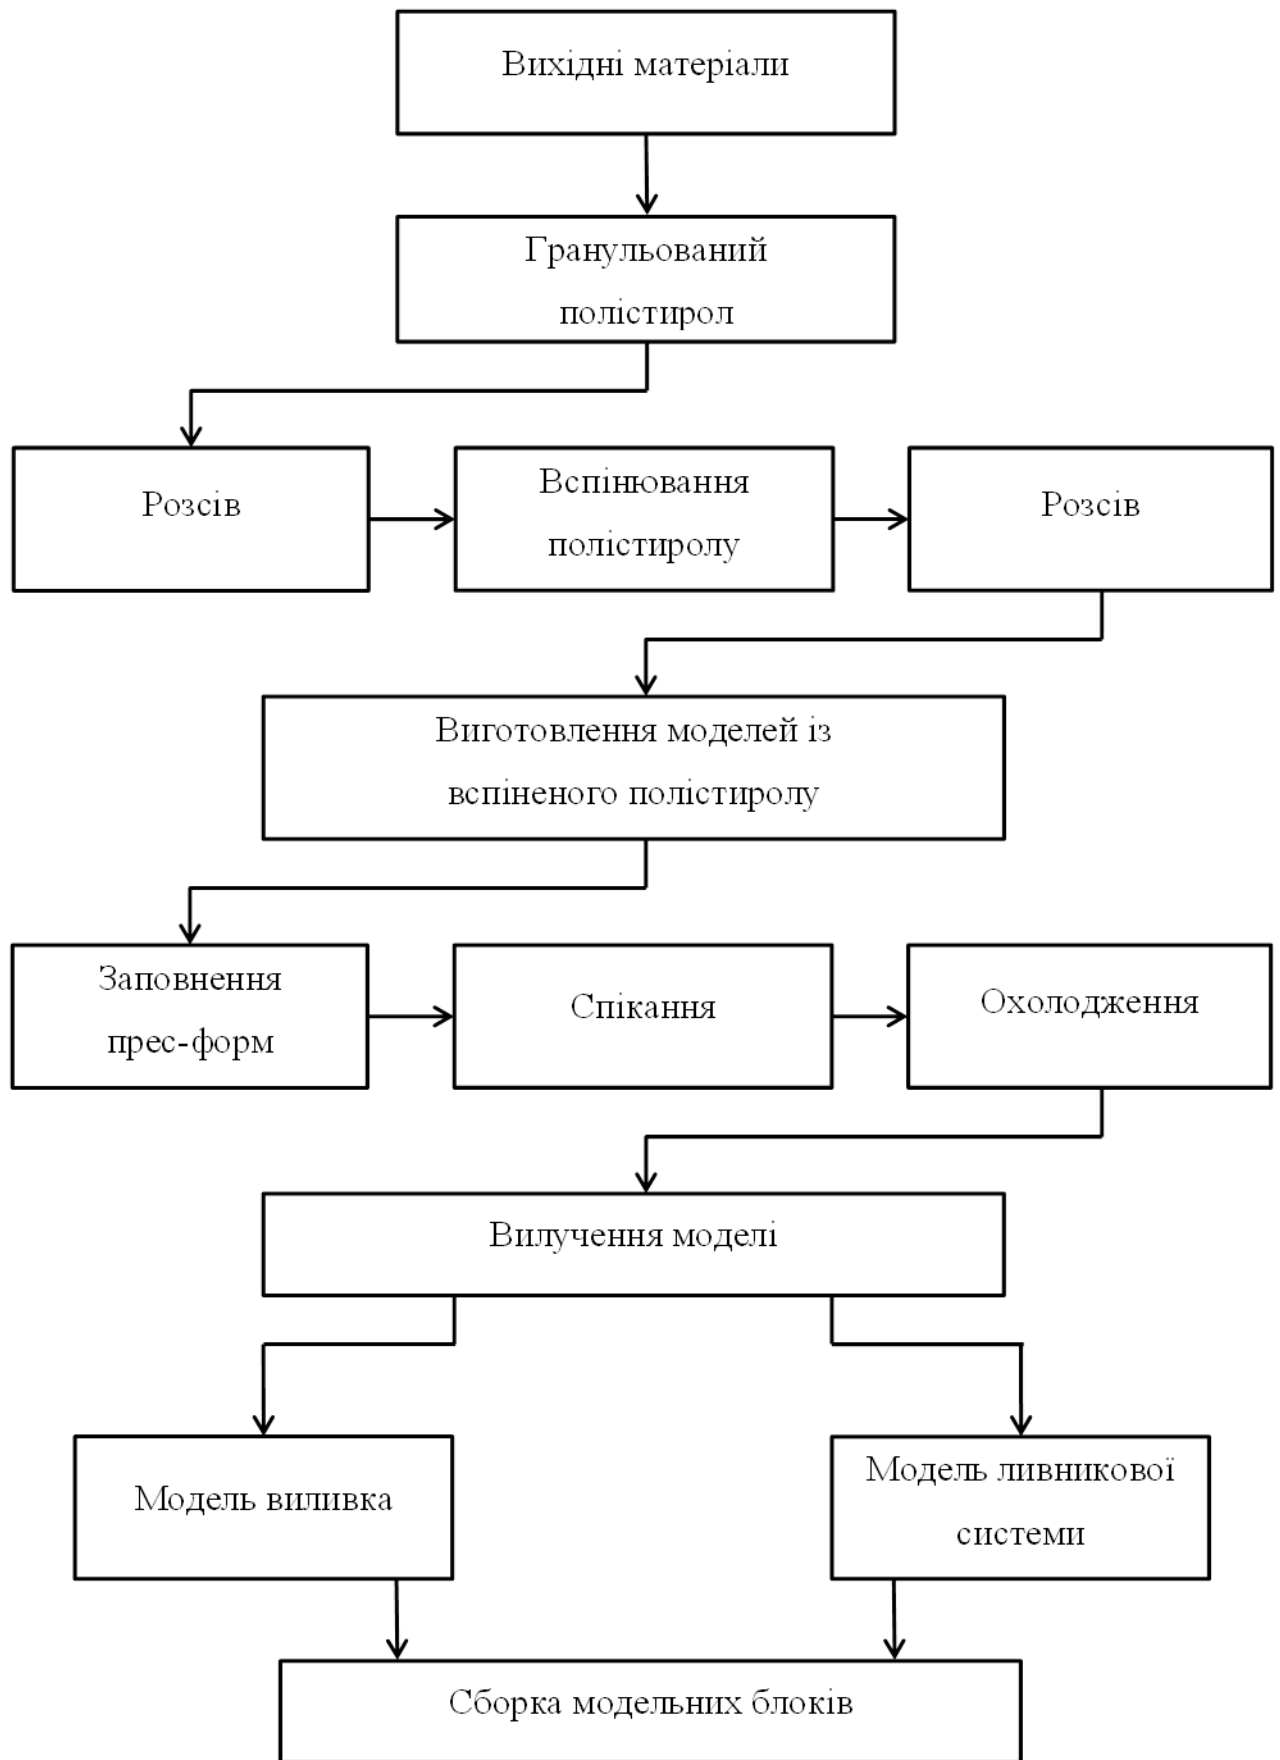 Вихідні матеріали
Гранульований
полістирол
Розсів
Вспінювання
полістиролу
Розсів
Виготовлення моделей із
вспіненого полістиролу
Заповнення
прес-форм
Спікання
Охолодження
Вилучення моделі
Модель виливка
Модель ливникової
системи
Сборка модельних блоків